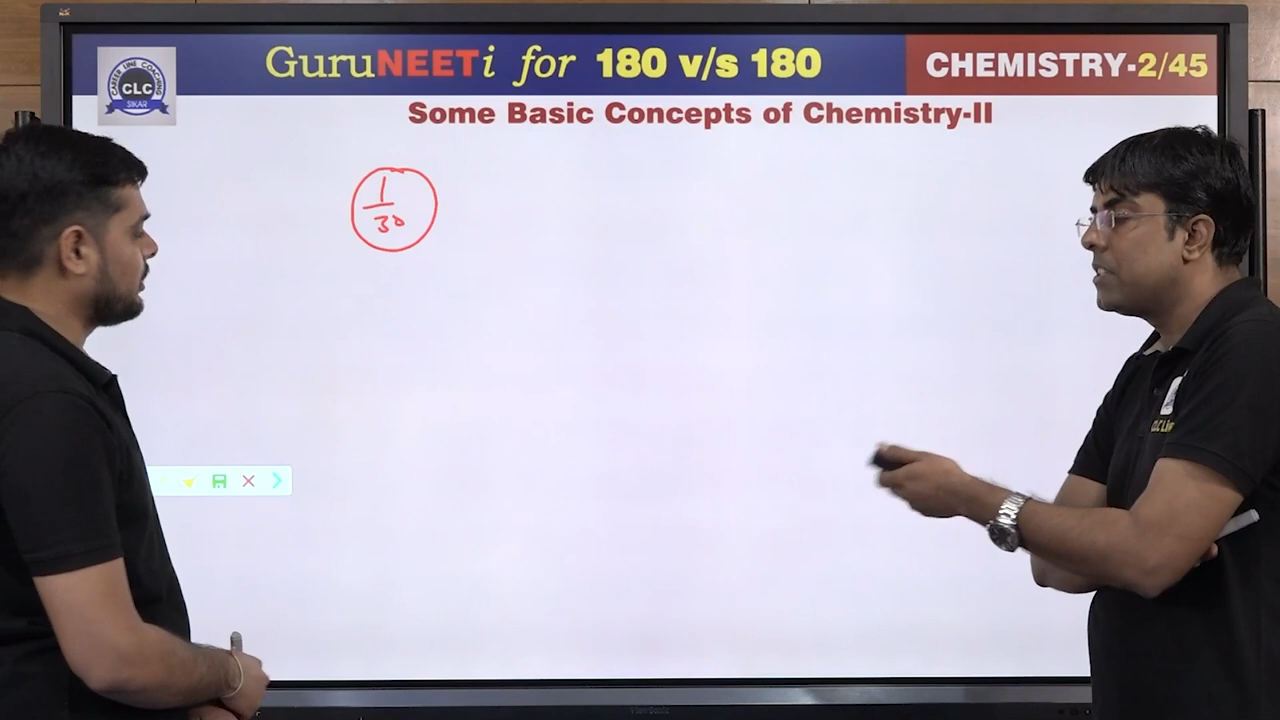 GuruNEETi for 180 v/s 180
CHEMISTRY-2/45
CAREER LINE COACHING
CLC
SIKAR
Some Basic Concepts of Chemistry-II
1
30
ViewSonic